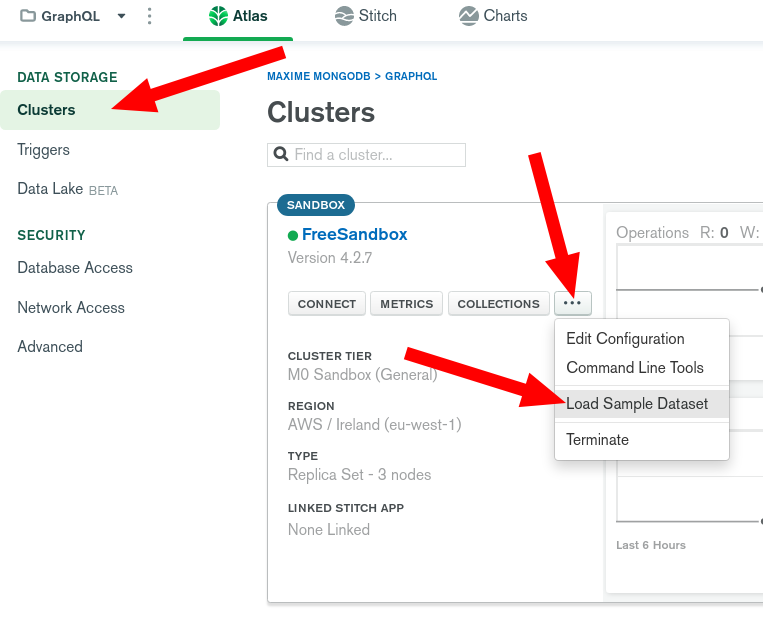 GraphQL
Atlas
Stitch
Charts
DATA STORAGE
Clusters
Triggers
Data Lake BETA
SECURITY
Database Access
Network Access
Advanced
MAXIME MONGODB > GRAPHQL
Clusters
Find a cluster...
SANDBOX
FreeSandbox
Version 4.2.7
CONNECT
METRICS
COLLECTIONS
...
Edit Configuration
Command Line Tools
Load Sample Dataset
Terminate
CLUSTER TIER
M0 Sandbox (General)
REGION
AWS / Ireland (eu-west-1)
TYPE
Replica Set - 3 nodes
LINKED STITCH APP
None Linked
Operations R: 0 W:
Last 6 Hours